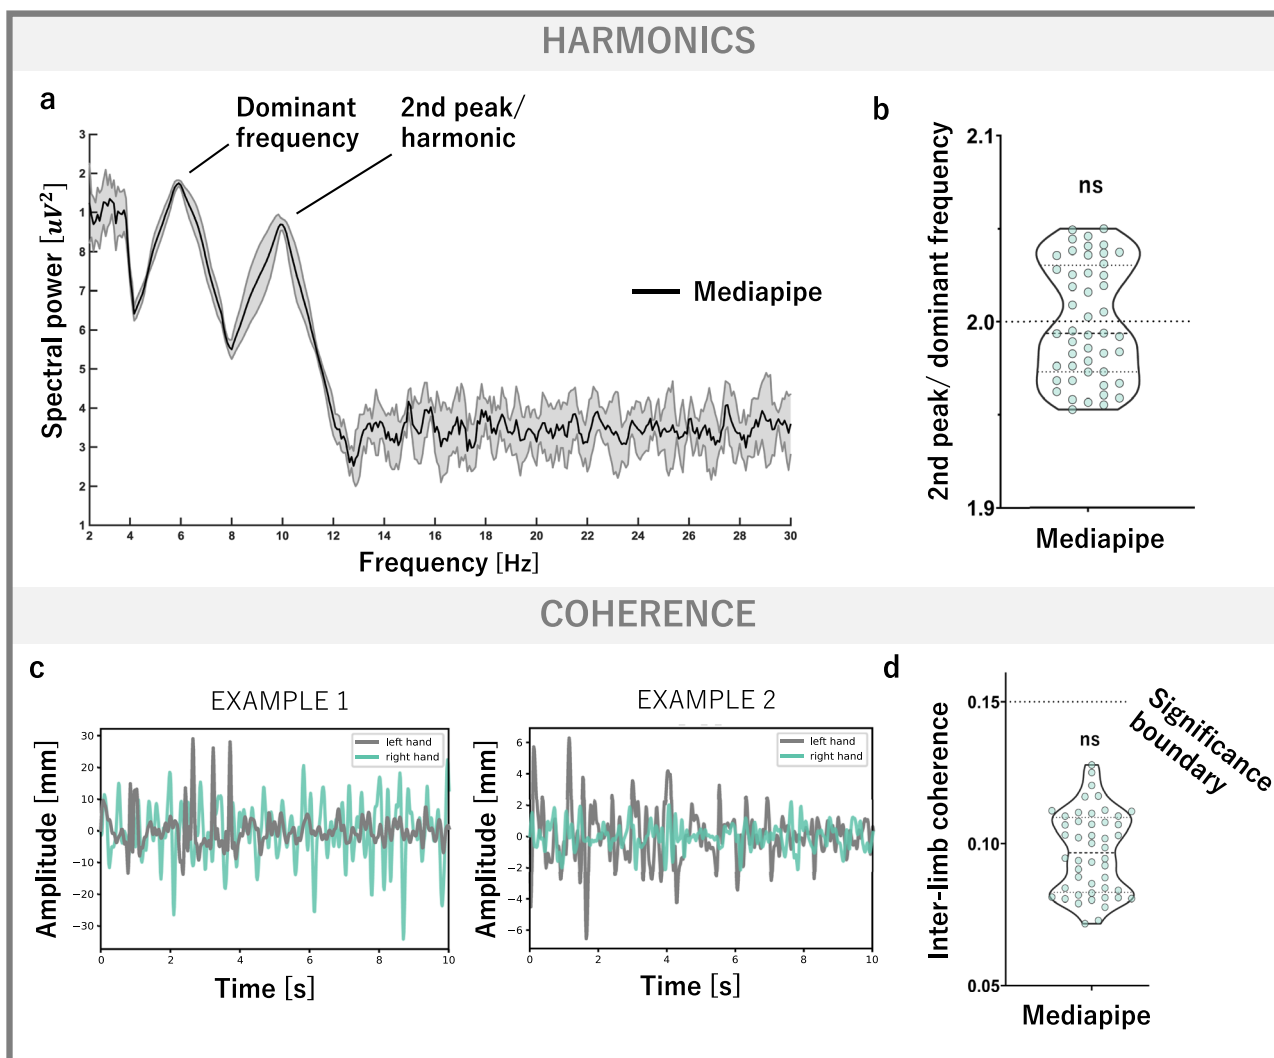 HARMONICS
a
Dominant
frequency
2nd peak/
harmonic
Spectral power [uV²]
3
2
1
8
7
6
5
4
3
2
1
Mediapipe
2 4 6 8 10 12 14 16 18 20 22 24 26 28 30
Frequency [Hz]
b
2nd peak/ dominant frequency
2.1
2.0
1.9
ns
Mediapipe
COHERENCE
c
EXAMPLE 1
Amplitude [mm]
30
20
10
0
−10
−20
−30
left hand
right hand
0 2 4 6 8 10
Time [s]
EXAMPLE 2
Amplitude [mm]
6
4
2
0
−2
−4
−6
left hand
right hand
0 2 4 6 8 10
Time [s]
d
Inter-limb coherence
0.15
0.10
0.05
Significance
boundary
ns
Mediapipe